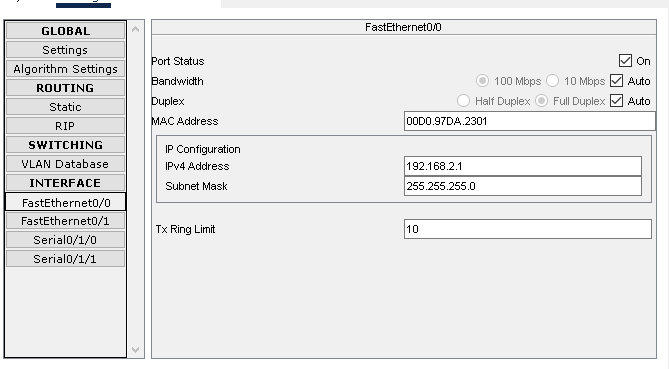 GLOBAL
Settings
Algorithm Settings
ROUTING
Static
RIP
SWITCHING
VLAN Database
INTERFACE
FastEthernet0/0
FastEthernet0/1
Serial0/1/0
Serial0/1/1
FastEthernet0/0
Port Status On
Bandwidth 100 Mbps 10 Mbps Auto
Duplex Half Duplex Full Duplex Auto
MAC Address 00D0.97DA.2301
IP Configuration
IPv4 Address 192.168.2.1
Subnet Mask 255.255.255.0
Tx Ring Limit 10